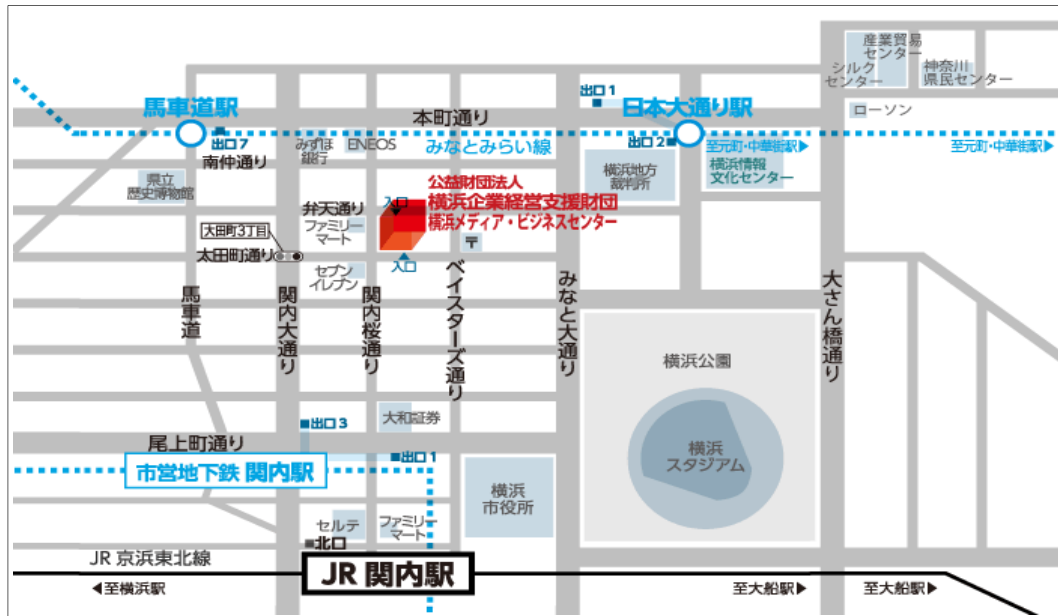 産業貿易
センター
シルク
センター
神奈川
県民センター
出口1
馬車道駅
日本大通り駅
ローソン
本町通り
出口7
みずほ
銀行
ENEOS
みなとみらい線
出口2
至元町・中華街駅▶
至元町・中華街駅▶
南仲通り
横浜地方
裁判所
横浜情報
文化センター
県立
歴史博物館
公益財団法人
横浜企業経営支援財団
横浜メディア・ビジネスセンター
入口
弁天通り
ファミリー
マート
大田町3丁目
太田町通り
〒
入口
セブン
イレブン
馬車道
関内大通り
関内桜通り
ベイスターズ通り
みなと大通り
大さん橋通り
横浜公園
横浜
スタジアム
大和証券
出口3
尾上町通り
出口1
市営地下鉄 関内駅
横浜
市役所
セルテ
ファミリー
マート
北口
JR 京浜東北線
JR 関内駅
◀至横浜駅
至大船駅▶
至大船駅▶